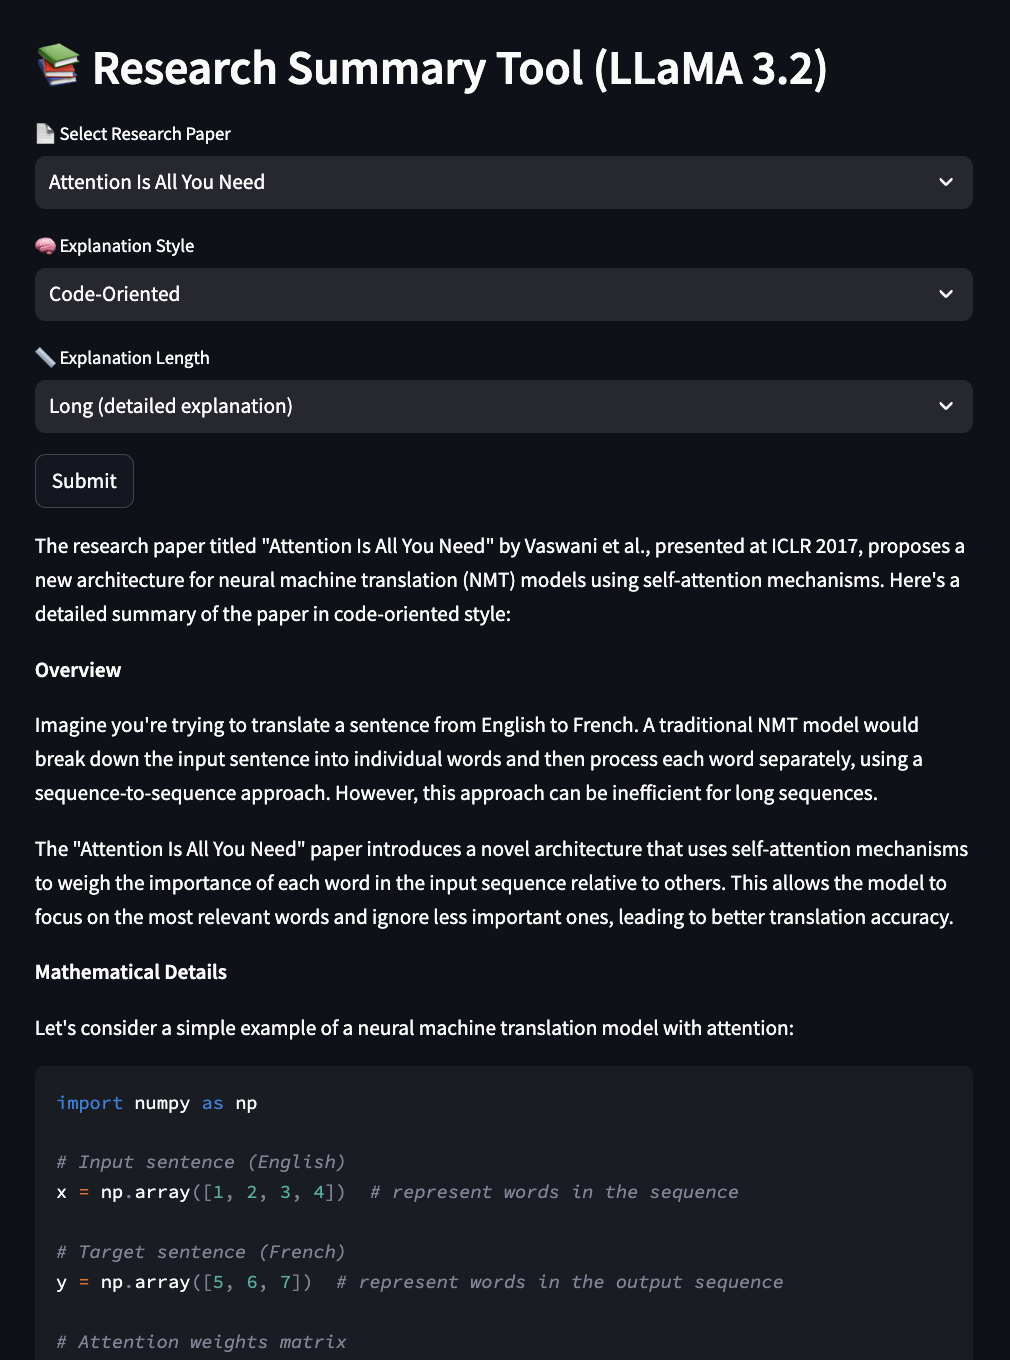 📚 Research Summary Tool (LLaMA 3.2)
📄 Select Research Paper
Attention Is All You Need
🧠 Explanation Style
Code-Oriented
📏 Explanation Length
Long (detailed explanation)
Submit
The research paper titled "Attention Is All You Need" by Vaswani et al., presented at ICLR 2017, proposes a
new architecture for neural machine translation (NMT) models using self-attention mechanisms. Here's a
detailed summary of the paper in code-oriented style:
Overview
Imagine you're trying to translate a sentence from English to French. A traditional NMT model would
break down the input sentence into individual words and then process each word separately, using a
sequence-to-sequence approach. However, this approach can be inefficient for long sequences.
The "Attention Is All You Need" paper introduces a novel architecture that uses self-attention mechanisms
to weigh the importance of each word in the input sequence relative to others. This allows the model to
focus on the most relevant words and ignore less important ones, leading to better translation accuracy.
Mathematical Details
Let's consider a simple example of a neural machine translation model with attention:
import numpy as np
# Input sentence (English)
x = np.array([1, 2, 3, 4])  # represent words in the sequence
# Target sentence (French)
y = np.array([5, 6, 7])  # represent words in the output sequence
# Attention weights matrix